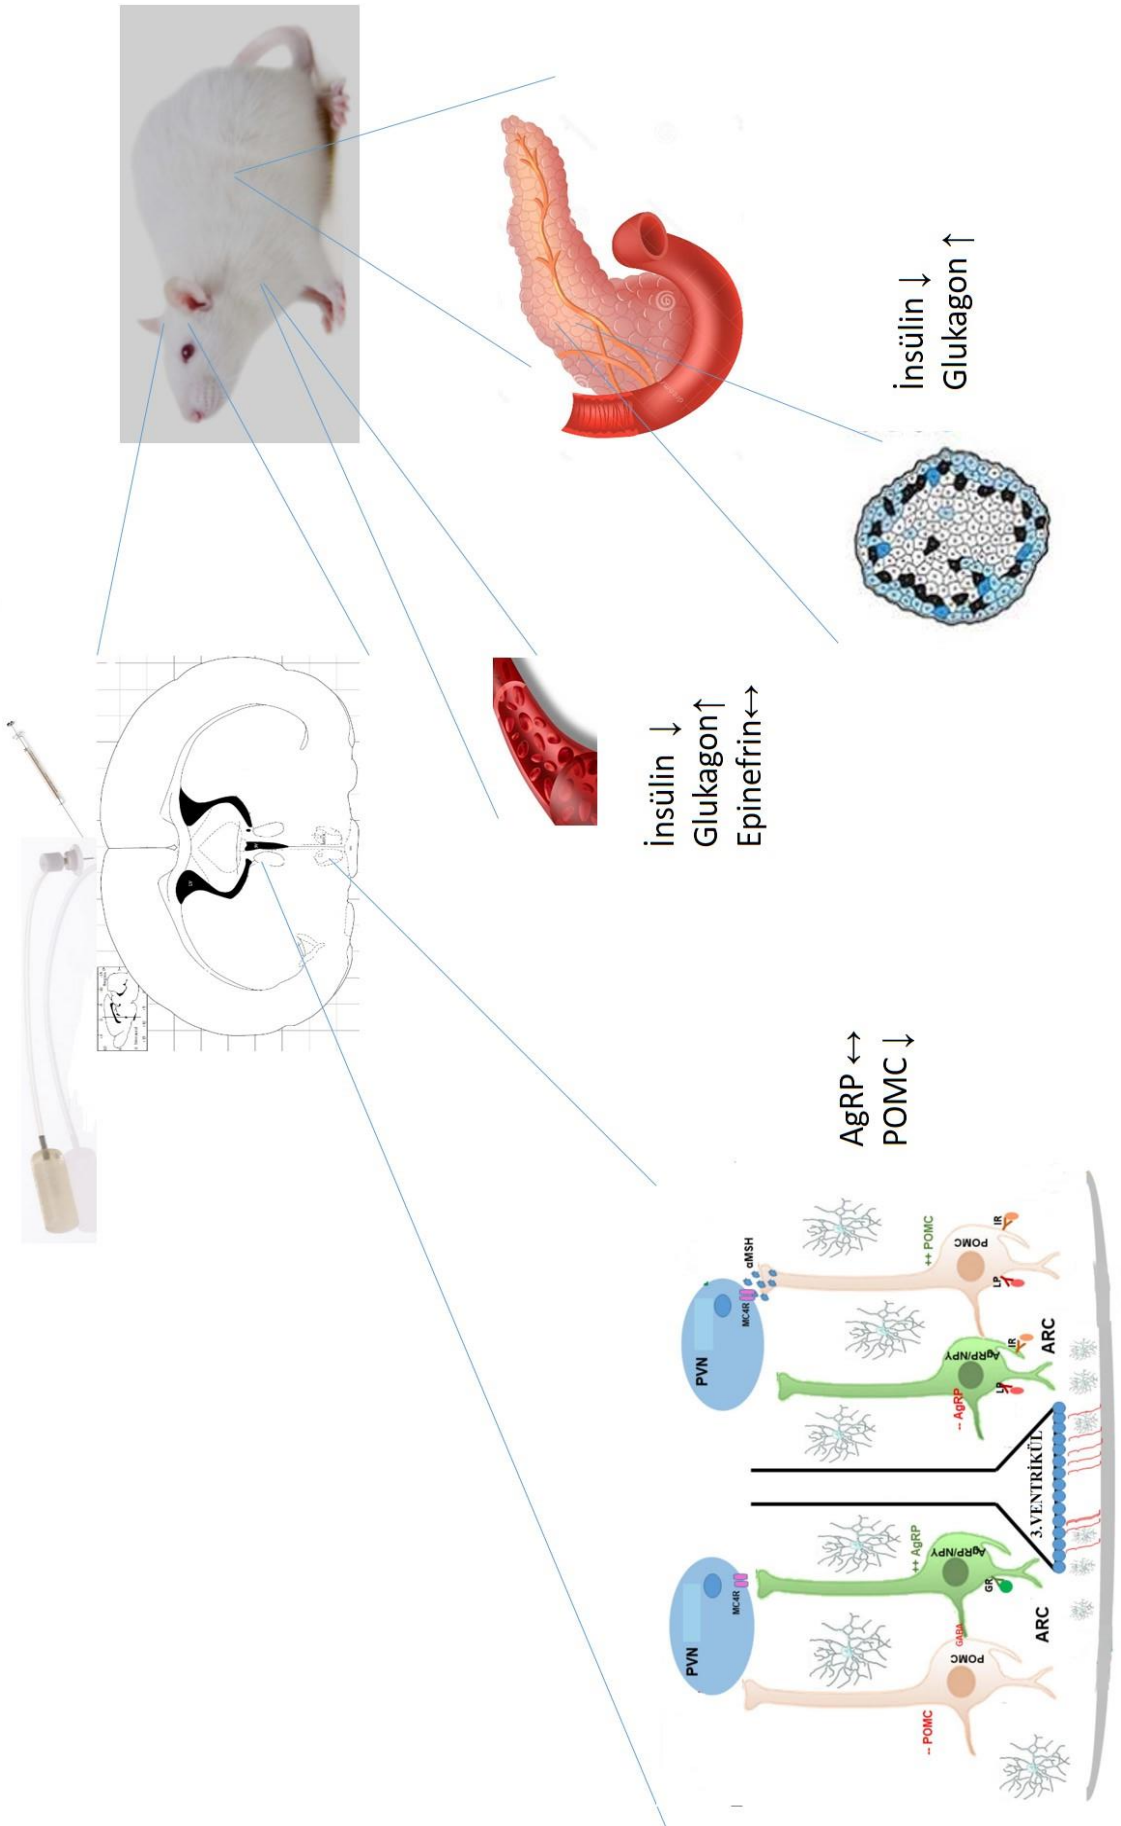 İnsülin ↓
Glukagon↑
Epinefrin↔
İnsülin ↓
Glukagon ↑
AgRP ↔
POMC ↓
PVN
MC4R
-- POMC
POMC
GABA
++ AgRP
AgRP/NPY
GR
ARC
3.VENTRİKÜL
PVN
MC4R
αMSH
-- AgRP
AgRP/NPY
LP
IR
++ POMC
POMC
LP
IR
ARC